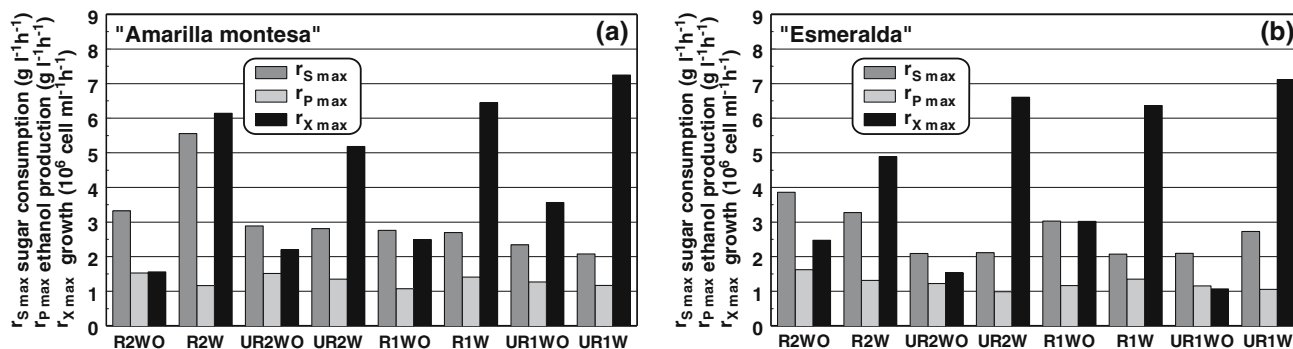 "Amarilla montesa" (a)
r_S max sugar consumption (g l⁻¹h⁻¹)
r_P max ethanol production (g l⁻¹h⁻¹)
r_X max growth (10⁶ cell ml⁻¹h⁻¹)
9
8
7
6
5
4
3
2
1
0
r_S max
r_P max
r_X max
R2WO R2W UR2WO UR2W R1WO R1W UR1WO UR1W
"Esmeralda" (b)
r_S max sugar consumption (g l⁻¹h⁻¹)
r_P max ethanol production (g l⁻¹h⁻¹)
r_X max growth (10⁶ cell ml⁻¹h⁻¹)
9
8
7
6
5
4
3
2
1
0
r_S max
r_P max
r_X max
R2WO R2W UR2WO UR2W R1WO R1W UR1WO UR1W